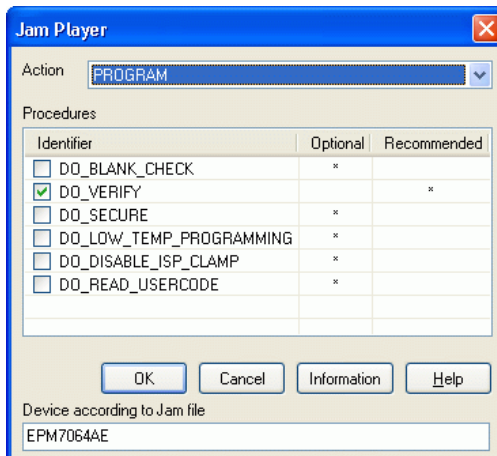 Jam Player
Action PROGRAM
Procedures
Identifier Optional Recommended
DO_BLANK_CHECK *
DO_VERIFY *
DO_SECURE *
DO_LOW_TEMP_PROGRAMMING *
DO_DISABLE_ISP_CLAMP *
DO_READ_USERCODE *
OK Cancel Information Help
Device according to Jam file
EPM7064AE